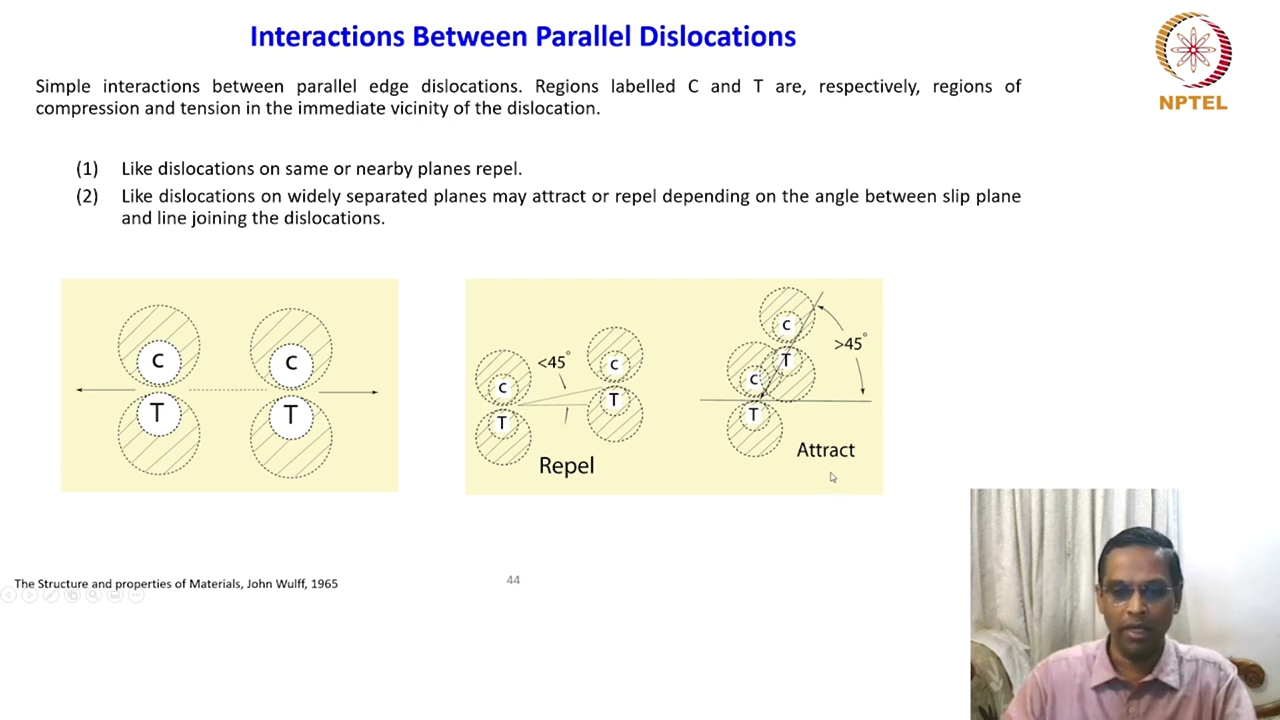 Interactions Between Parallel Dislocations
NPTEL
Simple interactions between parallel edge dislocations. Regions labelled C and T are, respectively, regions of
compression and tension in the immediate vicinity of the dislocation.
(1) Like dislocations on same or nearby planes repel.
(2) Like dislocations on widely separated planes may attract or repel depending on the angle between slip plane
and line joining the dislocations.
C C
T T
<45°
C C
T T
Repel
C
>45°
T
C
T
Attract
The Structure and properties of Materials, John Wulff, 1965
44